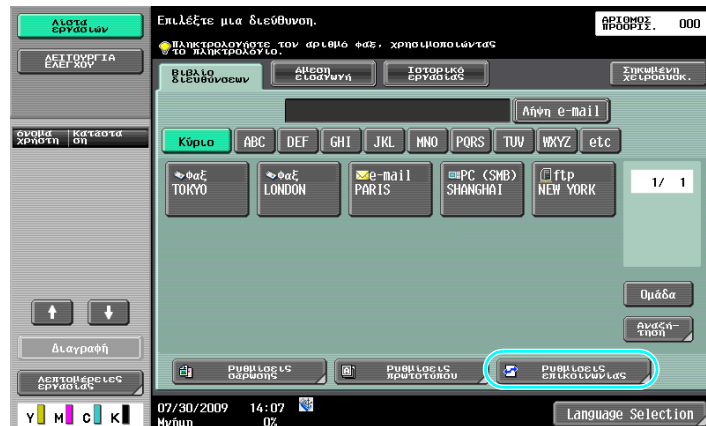 Λίστα
εργασιών
ΛΕΙΤΟΥΡΓΙΑ
ΕΛΕΓΧΟΥ
όνομα
χρήστη
Κατάστα
ση
Διαγραφή
Λεπτομέρειες
εργασίας
Y M C K
Επιλέξτε μια διεύθυνση.
ΑΡΙΘΜΟΣ
ΠΡΟΟΡΙΣ. 000
Πληκτρολογήστε τον αριθμό φαξ, χρησιμοποιώντας
το πληκτρολόγιο.
Βιβλίο
διευθύνσεων
Άμεση
εισαγωγή
Ιστορικό
εργασίας
Σηκωμένη
χειροσυσκ.
Λήψη e-mail
Κύριο ABC DEF GHI JKL MNO PQRS TUV WXYZ etc
φαξ
TOKYO
φαξ
LONDON
e-mail
PARIS
PC (SMB)
SHANGHAI
ftp
NEW YORK
1/ 1
Ομάδα
Αναζή-
τηση
Ρυθμίσεις
σάρωσης
Ρυθμίσεις
πρωτοτύπου
Ρυθμίσεις
επικοινωνίας
07/30/2009 14:07
Μνήμη 0%
Language Selection